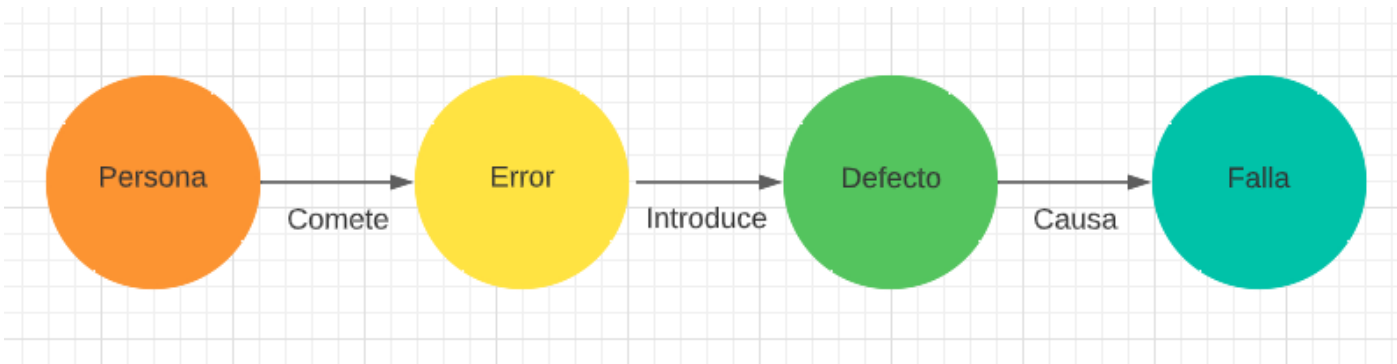 Persona
Comete
Error
Introduce
Defecto
Causa
Falla